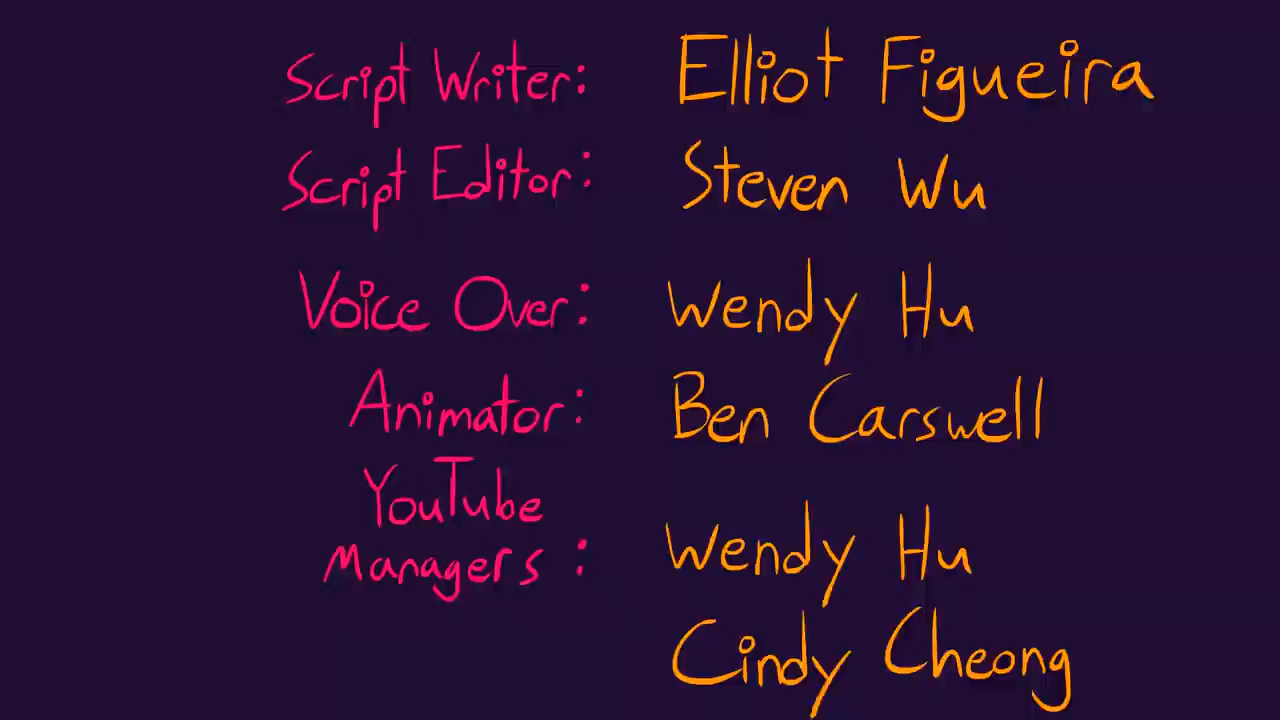 Script Writer: Elliot Figueira
Script Editor: Steven Wu
Voice Over: Wendy Hu
Animator: Ben Carswell
YouTube
Managers: Wendy Hu
Cindy Cheong